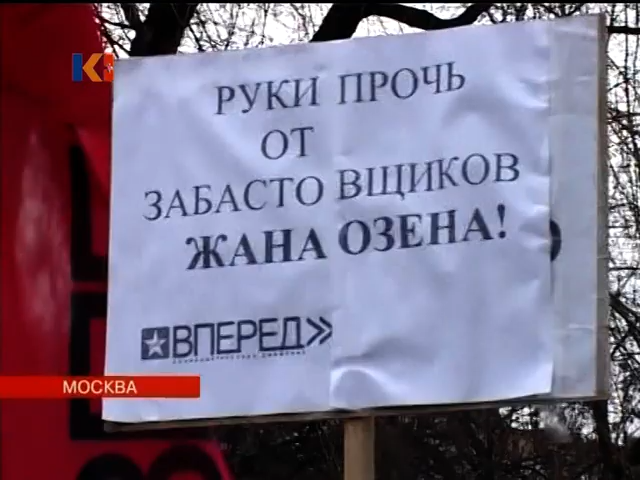 К
РУКИ ПРОЧЬ
ОТ
ЗАБАСТОВЩИКОВ
ЖАНА ОЗЕНА!
ВПЕРЕД
МОСКВА